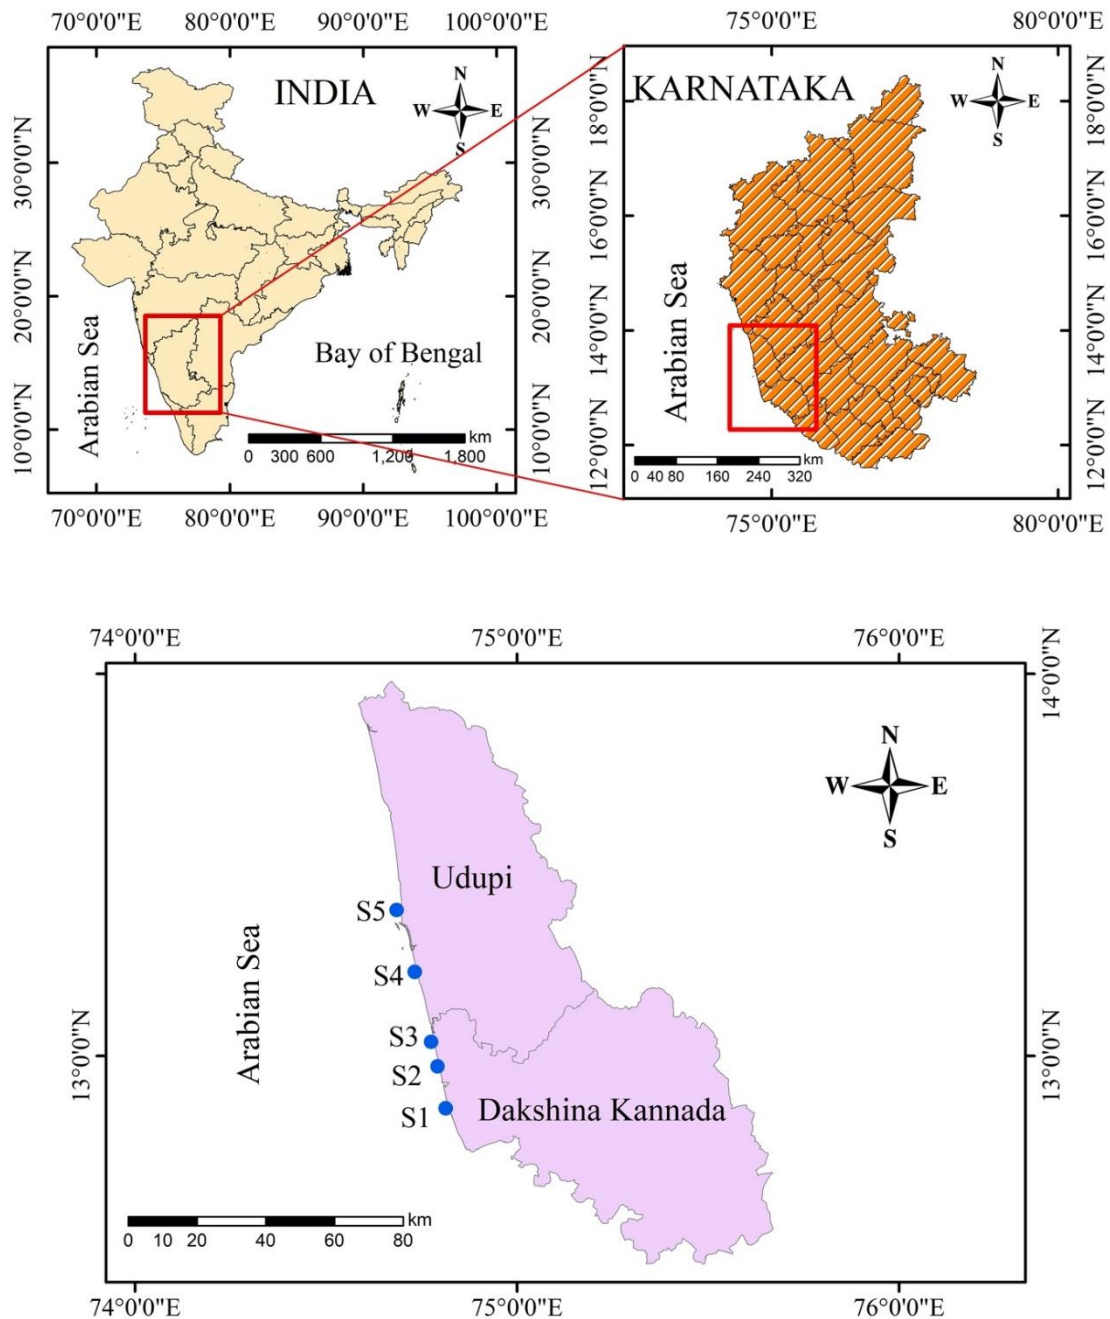 70°0'0"E 80°0'0"E 90°0'0"E 100°0'0"E
INDIA
N
W E
S
30°0'0"N 30°0'0"N
20°0'0"N 20°0'0"N
10°0'0"N 10°0'0"N
Arabian Sea
Bay of Bengal
km
0 300 600 1,200 1,800
70°0'0"E 80°0'0"E 90°0'0"E 100°0'0"E
75°0'0"E 80°0'0"E
KARNATAKA
N
W E
S
18°0'0"N 18°0'0"N
16°0'0"N 16°0'0"N
14°0'0"N 14°0'0"N
12°0'0"N 12°0'0"N
Arabian Sea
km
0 40 80 160 240 320
75°0'0"E 80°0'0"E
74°0'0"E 75°0'0"E 76°0'0"E
14°0'0"N
N
W E
S
Udupi
S5
S4
Arabian Sea
S3
13°0'0"N 13°0'0"N
S2
S1
Dakshina Kannada
km
0 10 20 40 60 80
74°0'0"E 75°0'0"E 76°0'0"E